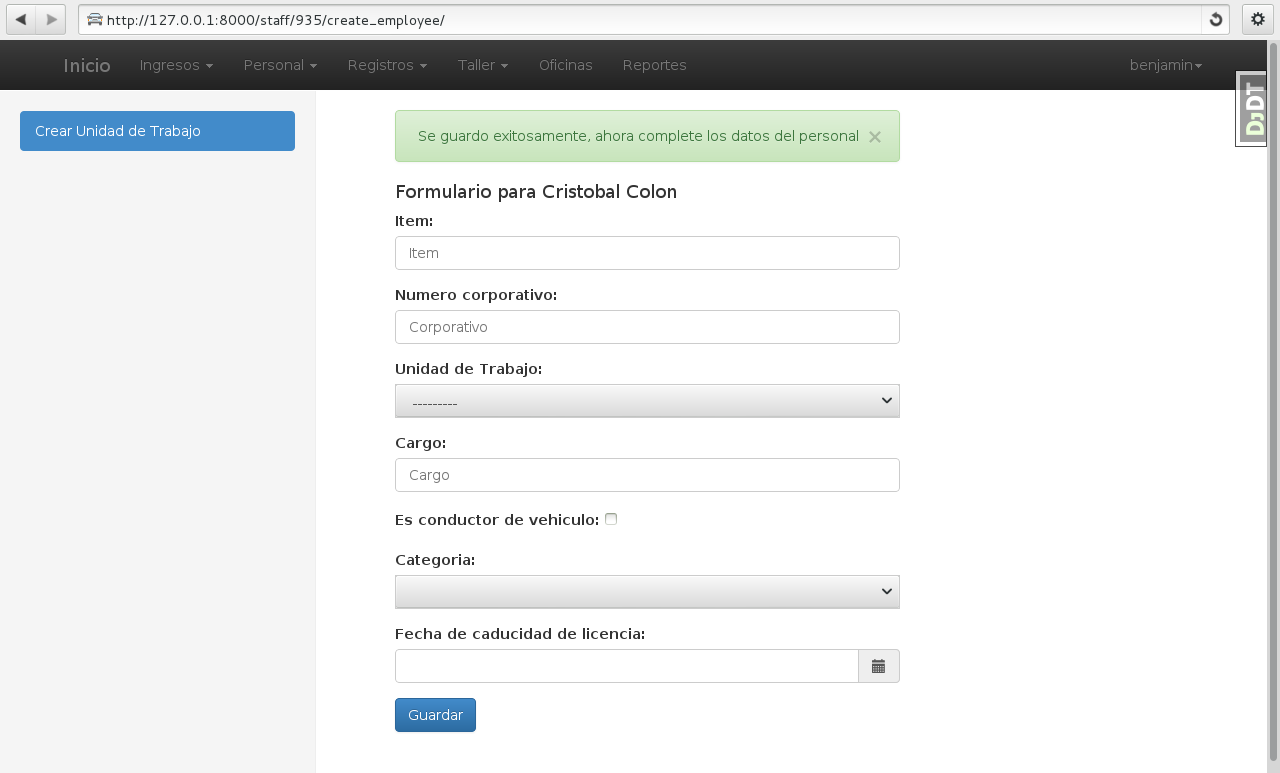 http://127.0.0.1:8000/staff/935/create_employee/
Inicio Ingresos Personal Registros Taller Oficinas Reportes benjamin
DJDT
Crear Unidad de Trabajo
Se guardo exitosamente, ahora complete los datos del personal ×
Formulario para Cristobal Colon
Item:
Item
Numero corporativo:
Corporativo
Unidad de Trabajo:
---------
Cargo:
Cargo
Es conductor de vehiculo:
Categoria:
Fecha de caducidad de licencia:
Guardar